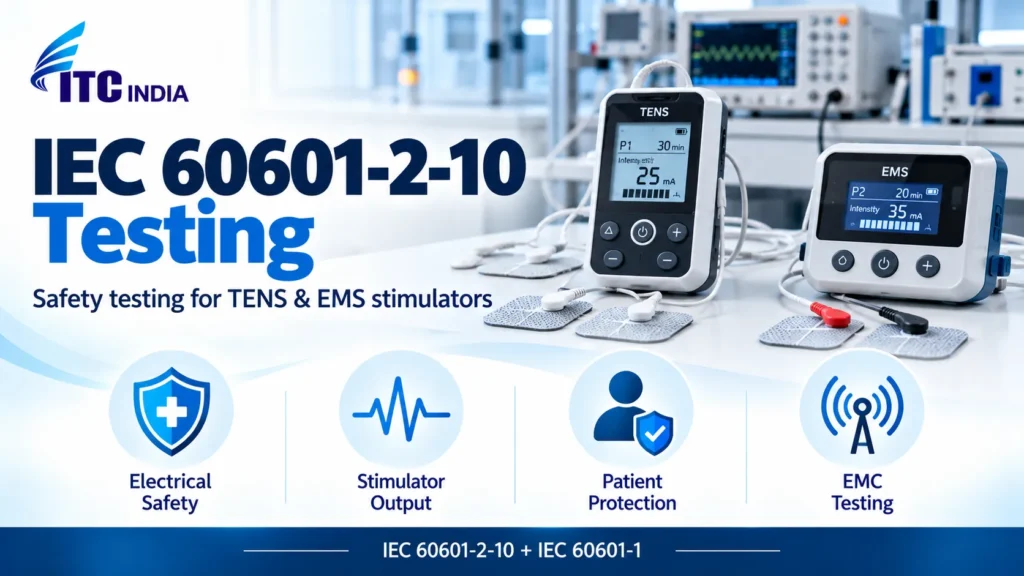 ITC INDIA
IEC 60601-2-10
Testing
Safety testing for TENS & EMS stimulators
TENS
P1 30 min
25 mA
EMS
P2 20 min
Intensity 35 mA
Electrical
Safety
Stimulator
Output
Patient
Protection
EMC
Testing
IEC 60601-2-10 + IEC 60601-1